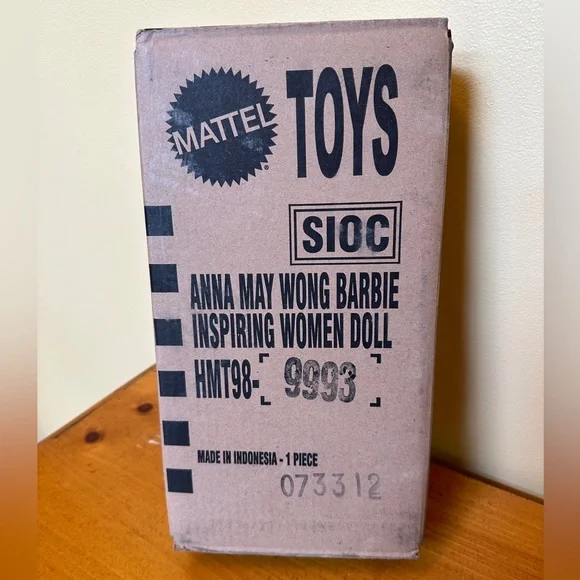 MATTEL ®
TOYS
SIOC
ANNA MAY WONG BARBIE
INSPIRING WOMEN DOLL
HMT98-[9993]
MADE IN INDONESIA - 1 PIECE
073312